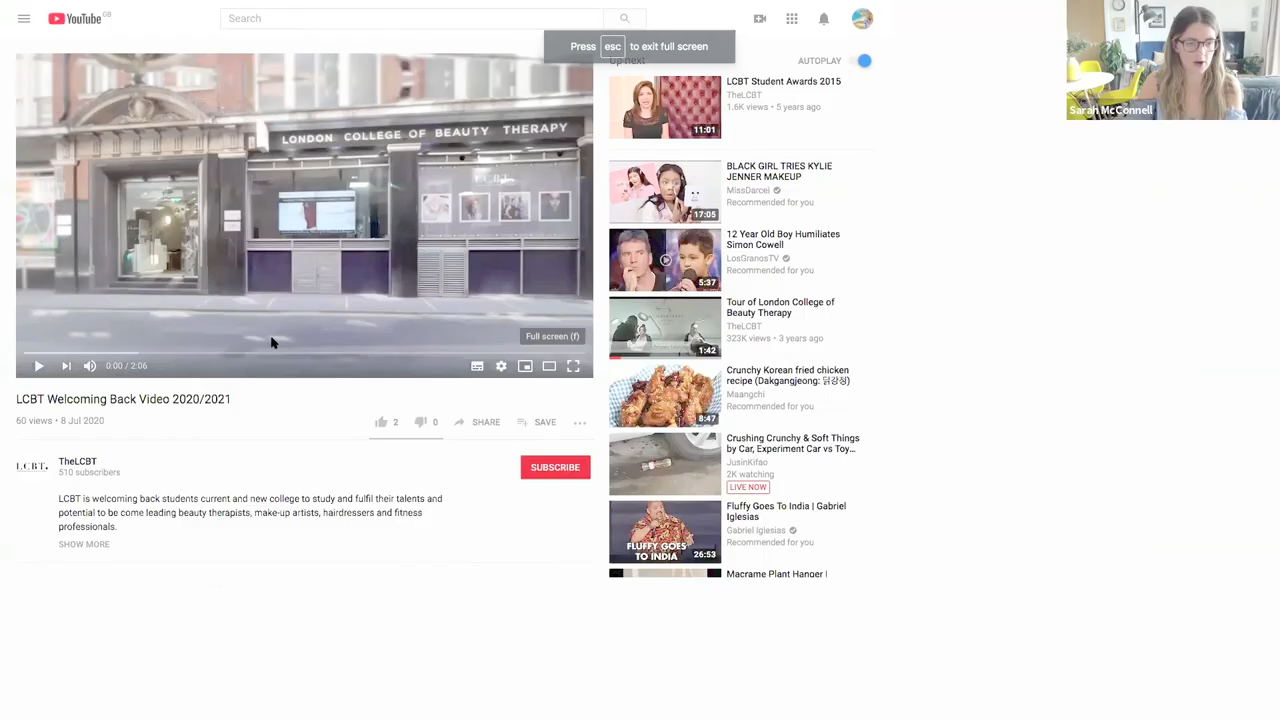 YouTube GB
Search
Press esc to exit full screen
Up next
AUTOPLAY
LONDON COLLEGE OF BEAUTY THERAPY
L.C.B.T.
Full screen (f)
0:00 / 2:06
LCBT Welcoming Back Video 2020/2021
60 views • 8 Jul 2020
2
0
SHARE
SAVE
L.C.B.T.
TheLCBT
510 subscribers
SUBSCRIBE
LCBT is welcoming back students current and new college to study and fulfil their talents and
potential to be come leading beauty therapists, make-up artists, hairdressers and fitness
professionals.
SHOW MORE
11:01
LCBT Student Awards 2015
TheLCBT
1.6K views • 5 years ago
17:05
BLACK GIRL TRIES KYLIE
JENNER MAKEUP
MissDarcei
Recommended for you
5:37
12 Year Old Boy Humiliates
Simon Cowell
LosGranosTV
Recommended for you
1:42
Tour of London College of
Beauty Therapy
TheLCBT
323K views • 3 years ago
8:47
Crunchy Korean fried chicken
recipe (Dakgangjeong: 닭강정)
Maangchi
Recommended for you
Crushing Crunchy & Soft Things
by Car, Experiment Car vs Toy...
JusinKifao
2K watching
LIVE NOW
FLUFFY GOES
TO INDIA
26:53
Fluffy Goes To India | Gabriel
Iglesias
Gabriel Iglesias
Recommended for you
Macrame Plant Hanger |
Sarah McConnell